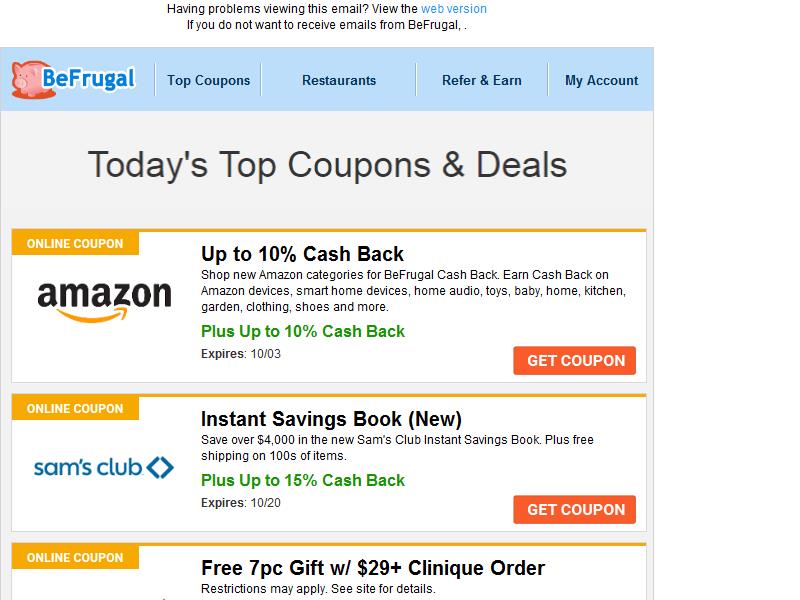 Having problems viewing this email? View the web version
If you do not want to receive emails from BeFrugal, .
BeFrugal
Top Coupons
Restaurants
Refer & Earn
My Account
Today's Top Coupons & Deals
ONLINE COUPON
amazon
Up to 10% Cash Back
Shop new Amazon categories for BeFrugal Cash Back. Earn Cash Back on
Amazon devices, smart home devices, home audio, toys, baby, home, kitchen,
garden, clothing, shoes and more.
Plus Up to 10% Cash Back
Expires: 10/03
GET COUPON
ONLINE COUPON
sam's club
Instant Savings Book (New)
Save over $4,000 in the new Sam's Club Instant Savings Book. Plus free
shipping on 100s of items.
Plus Up to 15% Cash Back
Expires: 10/20
GET COUPON
ONLINE COUPON
Free 7pc Gift w/ $29+ Clinique Order
Restrictions may apply. See site for details.